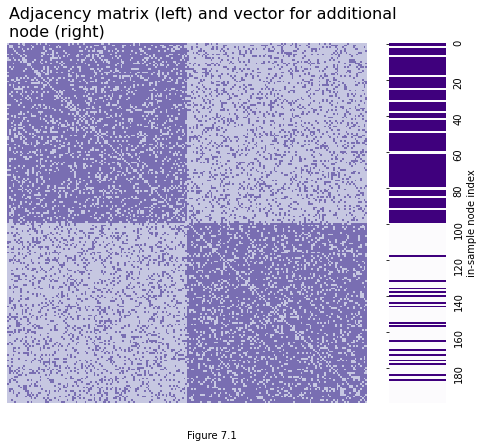 Adjacency matrix (left) and vector for additional
node (right)
0
20
40
60
80
100
120
140
160
180
in-sample node index
Figure 7.1